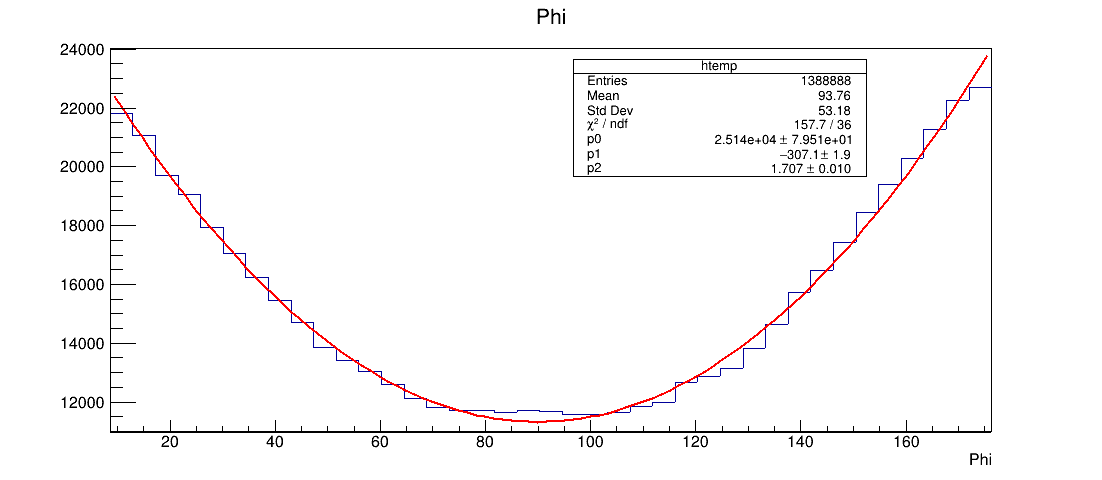 Phi
htemp
Entries 1388888
Mean 93.76
Std Dev 53.18
χ² / ndf 157.7 / 36
p0 2.514e+04 ± 7.951e+01
p1 −307.1 ± 1.9
p2 1.707 ± 0.010
24000
22000
20000
18000
16000
14000
12000
20 40 60 80 100 120 140 160
Phi